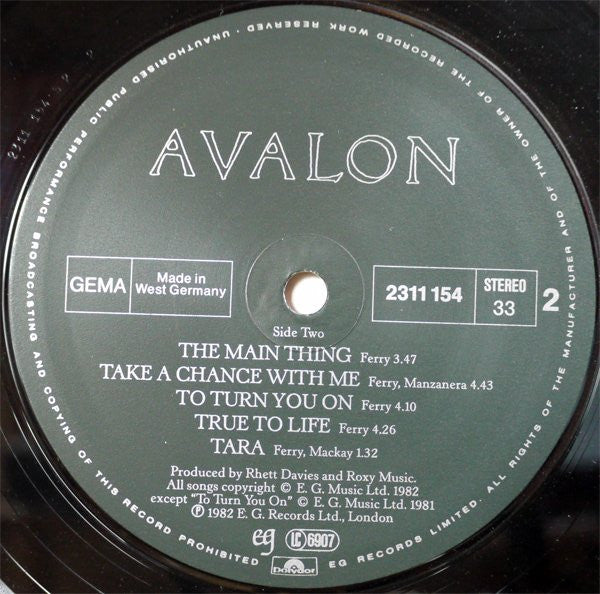 AVALON
GEMA
Made in
West Germany
2311 154
STEREO
33
2
Side Two
THE MAIN THING Ferry 3.47
TAKE A CHANCE WITH ME Ferry, Manzanera 4.43
TO TURN YOU ON Ferry 4.10
TRUE TO LIFE Ferry 4.26
TARA Ferry, Mackay 1.32
Produced by Rhett Davies and Roxy Music.
All songs copyright © E. G. Music Ltd. 1982
except "To Turn You On" © E. G. Music Ltd. 1981
℗ 1982 E. G. Records Ltd., London
eg
LC 6907
Polydor
EG RECORDS LIMITED. ALL RIGHTS OF THE MANUFACTURER AND OF THE OWNER OF THE RECORDED WORK RESERVED · UNAUTHORISED PUBLIC PERFORMANCE BROADCASTING AND COPYING OF THIS RECORD PROHIBITED